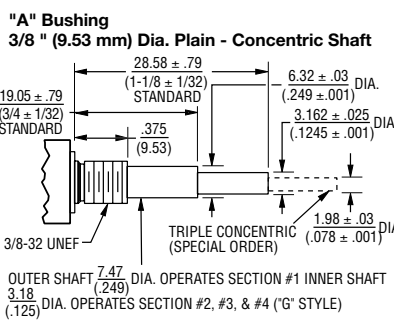 "A" Bushing
3/8 " (9.53 mm) Dia. Plain - Concentric Shaft
28.58 ± .79
(1-1/8 ± 1/32)
STANDARD
6.32 ± .03 DIA.
(.249 ± .001)
19.05 ± .79
(3/4 ± 1/32)
STANDARD
3.162 ± .025 DIA
(.1245 ± .001)
.375
(9.53)
3/8-32 UNEF
TRIPLE CONCENTRIC
(SPECIAL ORDER)
1.98 ± .03 DIA
(.078 ± .001)
OUTER SHAFT 7.47 (.249) DIA. OPERATES SECTION #1 INNER SHAFT
3.18 (.125) DIA. OPERATES SECTION #2, #3, & #4 ("G" STYLE)